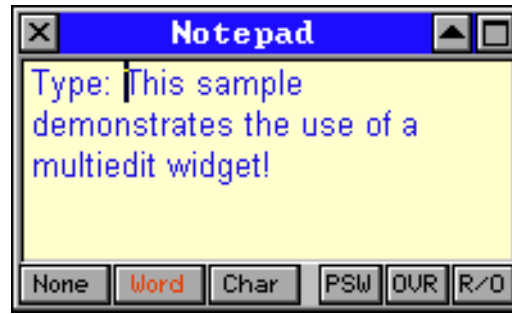 Notepad
Type: This sample
demonstrates the use of a
multiedit widget!
None Word Char PSW OVR R/O